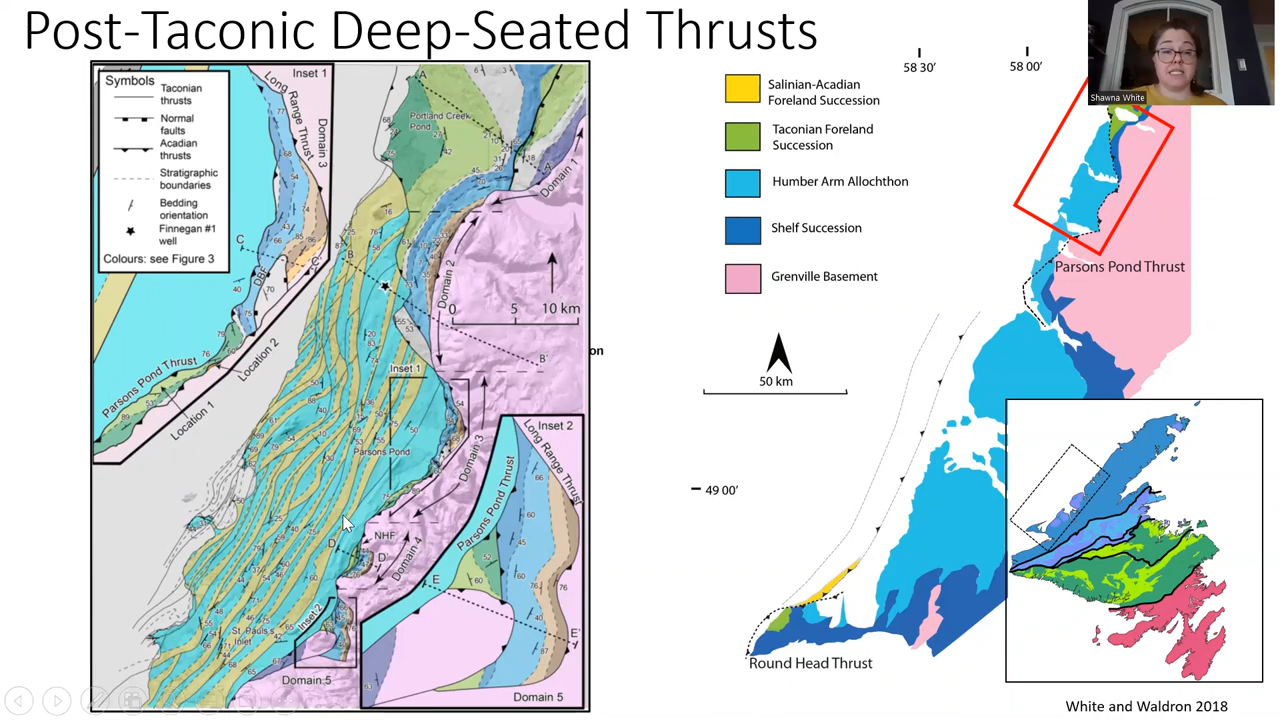 Post-Taconic Deep-Seated Thrusts
Symbols
Taconian
thrusts
Normal
faults
Acadian
thrusts
Stratigraphic
boundaries
Bedding
orientation
Finnegan #1
well
Colours: see Figure 3
Inset 1
Long Range Thrust
Domain 3
C
C'
DBF
Parsons Pond Thrust
Location 2
Location 1
A
Portland Creek
Pond
A'
Domain 1
Domain 2
B
0 5 10 km
B'
Inset 1
Parsons Pond
Domain 3
NHF
D
D'
Domain 4
E
Inset 2
St. Pauls
Inlet
Domain 5
Inset 2
Long Range Thrust
Parsons Pond Thrust
E'
Domain 5
on
Salinian-Acadian
Foreland Succession
Taconian Foreland
Succession
Humber Arm Allochthon
Shelf Succession
Grenville Basement
50 km
58 30'
58 00'
49 00'
Parsons Pond Thrust
Round Head Thrust
White and Waldron 2018
Shawna White